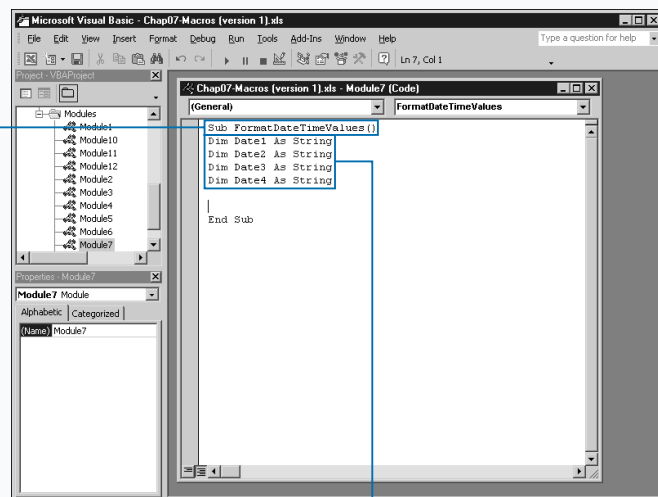 Microsoft Visual Basic - Chap07-Macros (version 1).xls
File Edit View Insert Format Debug Run Tools Add-Ins Window Help
Type a question for help
Ln 7, Col 1
Project - VBAProject
Modules
Module1
Module10
Module11
Module12
Module2
Module3
Module4
Module5
Module6
Module7
Properties - Module7
Module7 Module
Alphabetic Categorized
(Name) Module7
Chap07-Macros (version 1).xls - Module7 (Code)
(General) FormatDateTimeValues
Sub FormatDateTimeValues()
Dim Date1 As String
Dim Date2 As String
Dim Date3 As String
Dim Date4 As String
End Sub